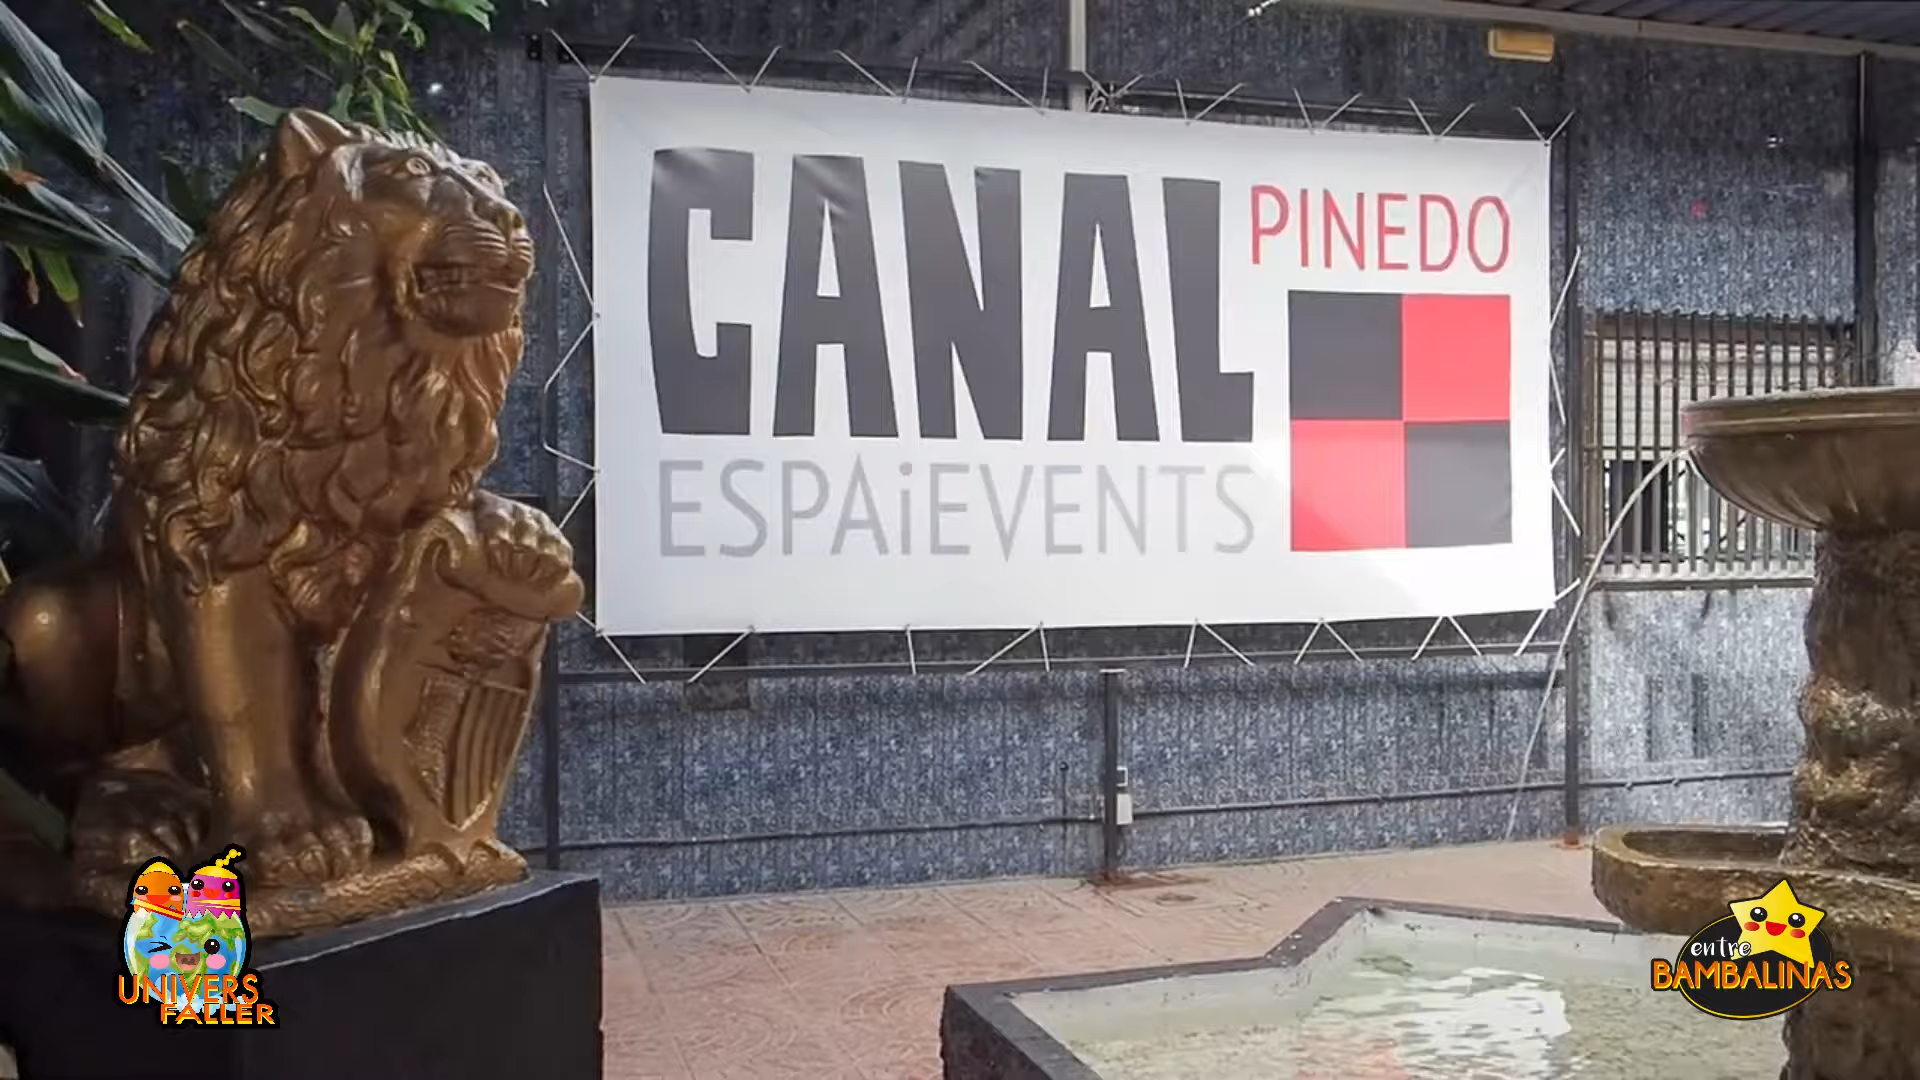 CANAL
PINEDO
ESPAiEVENTS
UNIVERS
FALLER
entre
BAMBALINAS